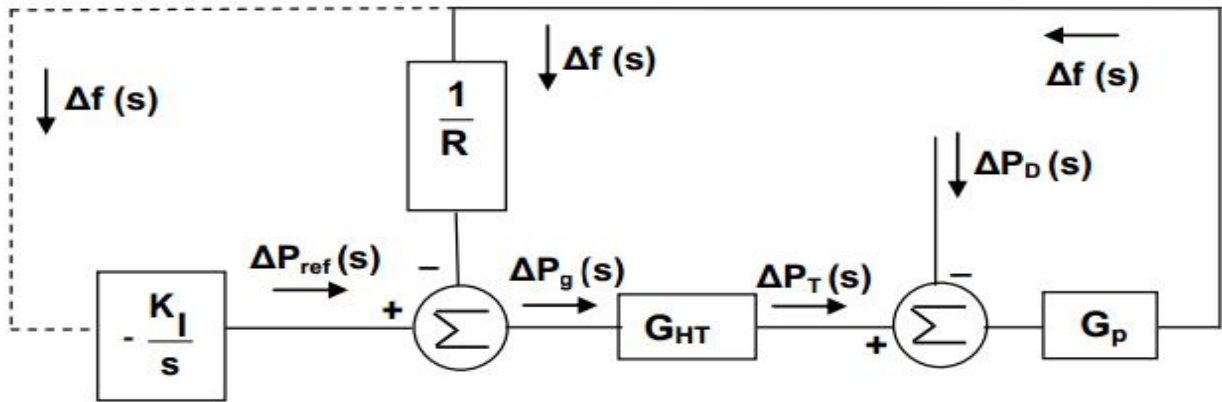 Δf (s)
1
R
Δf (s)
Δf (s)
ΔP_D (s)
- K_I
s
ΔP_ref (s)
+
−
Σ
ΔP_g (s)
G_HT
ΔP_T (s)
+
−
Σ
G_p